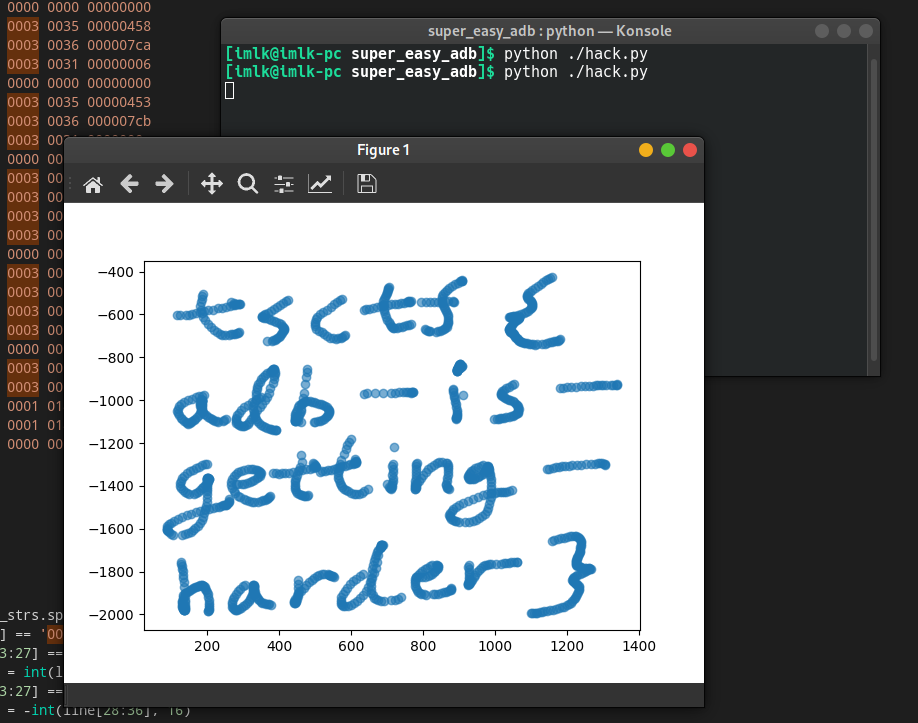 0000 0000 00000000
0003 0035 00000458
0003 0036 000007ca
0003 0031 00000006
0000 0000 00000000
0003 0035 00000453
0003 0036 000007cb
0003
0000 00
0003 00
0003 00
0003 00
0003 00
0000 00
0003 00
0003 00
0003 00
0003 00
0000 00
0003 00
0003 00
0001 01
0001 01
0000 00
_strs.sp
] == '00
3:27] ==
= int(l
3:27] ==
= -int(line[28:36], 16)
super_easy_adb : python — Konsole
[imlk@imlk-pc super_easy_adb]$ python ./hack.py
[imlk@imlk-pc super_easy_adb]$ python ./hack.py
Figure 1
−400
−600
−800
−1000
−1200
−1400
−1600
−1800
−2000
tsctf {
adb-is-
getting-
harder-}
200 400 600 800 1000 1200 1400